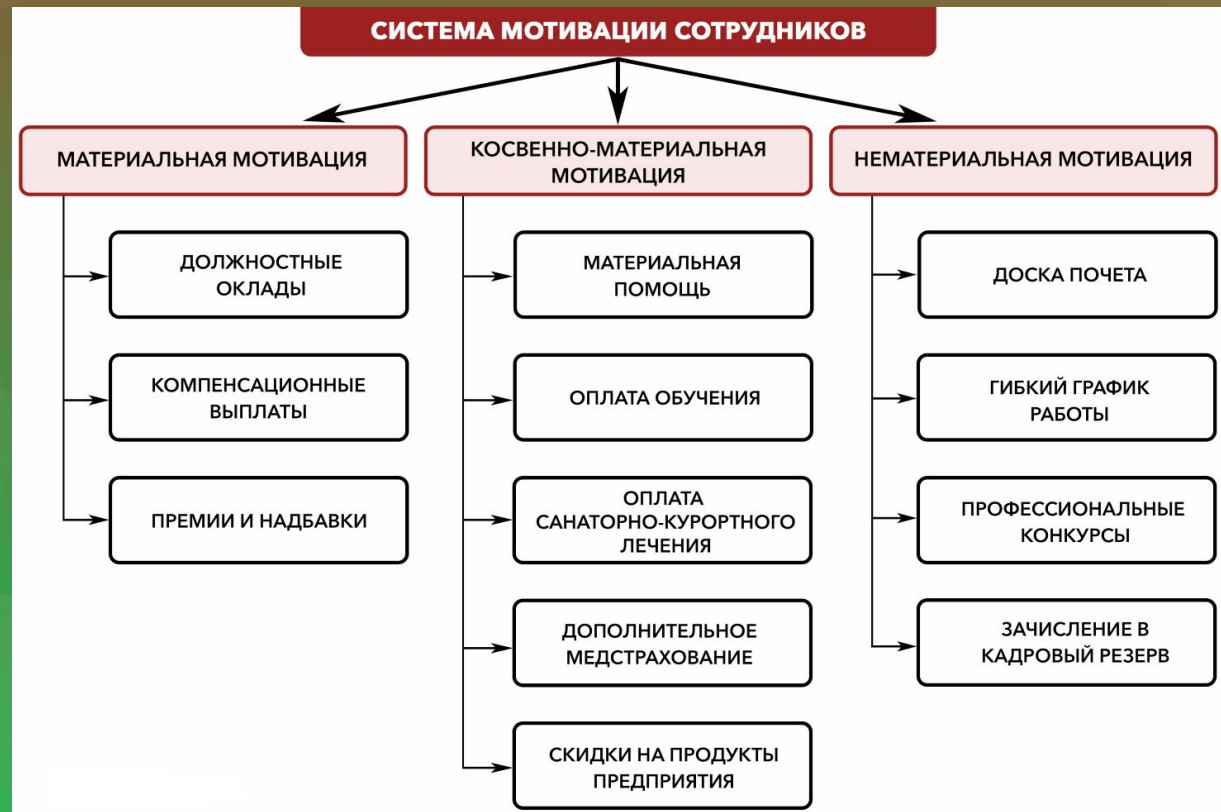 СИСТЕМА МОТИВАЦИИ СОТРУДНИКОВ
МАТЕРИАЛЬНАЯ МОТИВАЦИЯ
ДОЛЖНОСТНЫЕ
ОКЛАДЫ
КОМПЕНСАЦИОННЫЕ
ВЫПЛАТЫ
ПРЕМИИ И НАДБАВКИ
КОСВЕННО-МАТЕРИАЛЬНАЯ
МОТИВАЦИЯ
МАТЕРИАЛЬНАЯ
ПОМОЩЬ
ОПЛАТА ОБУЧЕНИЯ
ОПЛАТА
САНАТОРНО-КУРОРТНОГО
ЛЕЧЕНИЯ
ДОПОЛНИТЕЛЬНОЕ
МЕДСТРАХОВАНИЕ
СКИДКИ НА ПРОДУКТЫ
ПРЕДПРИЯТИЯ
НЕМАТЕРИАЛЬНАЯ МОТИВАЦИЯ
ДОСКА ПОЧЕТА
ГИБКИЙ ГРАФИК
РАБОТЫ
ПРОФЕССИОНАЛЬНЫЕ
КОНКУРСЫ
ЗАЧИСЛЕНИЕ В
КАДРОВЫЙ РЕЗЕРВ